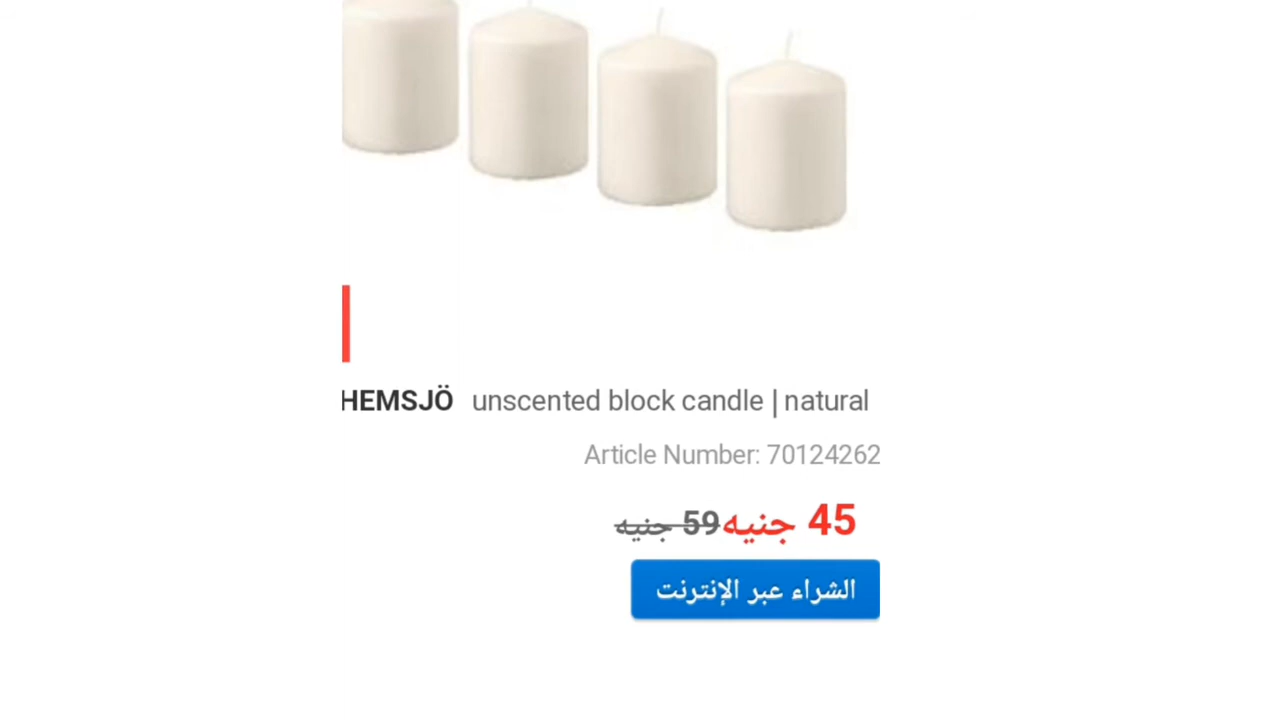 HEMSJÖ unscented block candle | natural
Article Number: 70124262
45 جنيه 59 جنيه
الشراء عبر الإنترنت